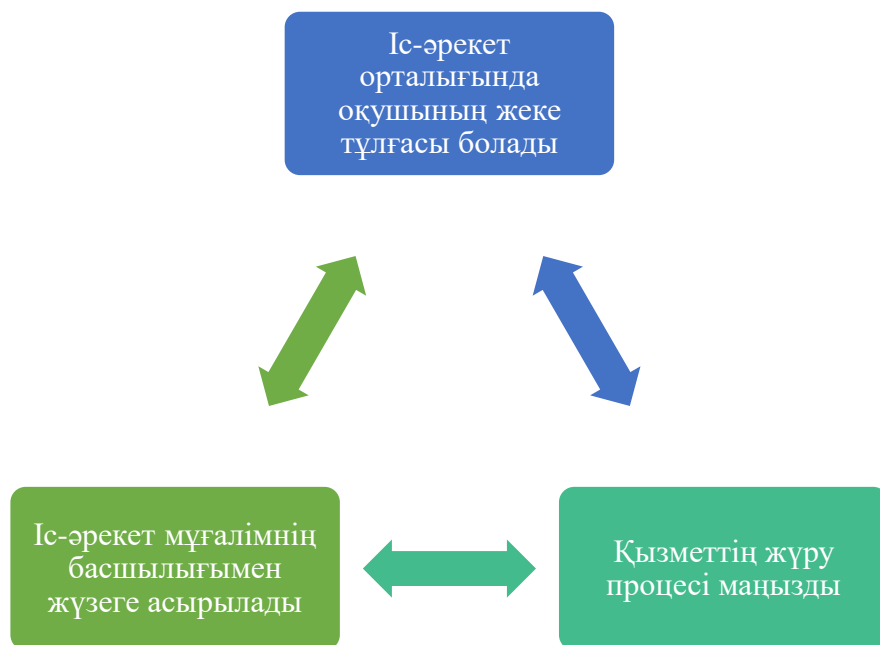 Іс-әрекет
орталығында
оқушының жеке
тұлғасы болады
Іс-әрекет мұғалімнің
басшылығымен
жүзеге асырылады
Қызметтің жүру
процесі маңызды